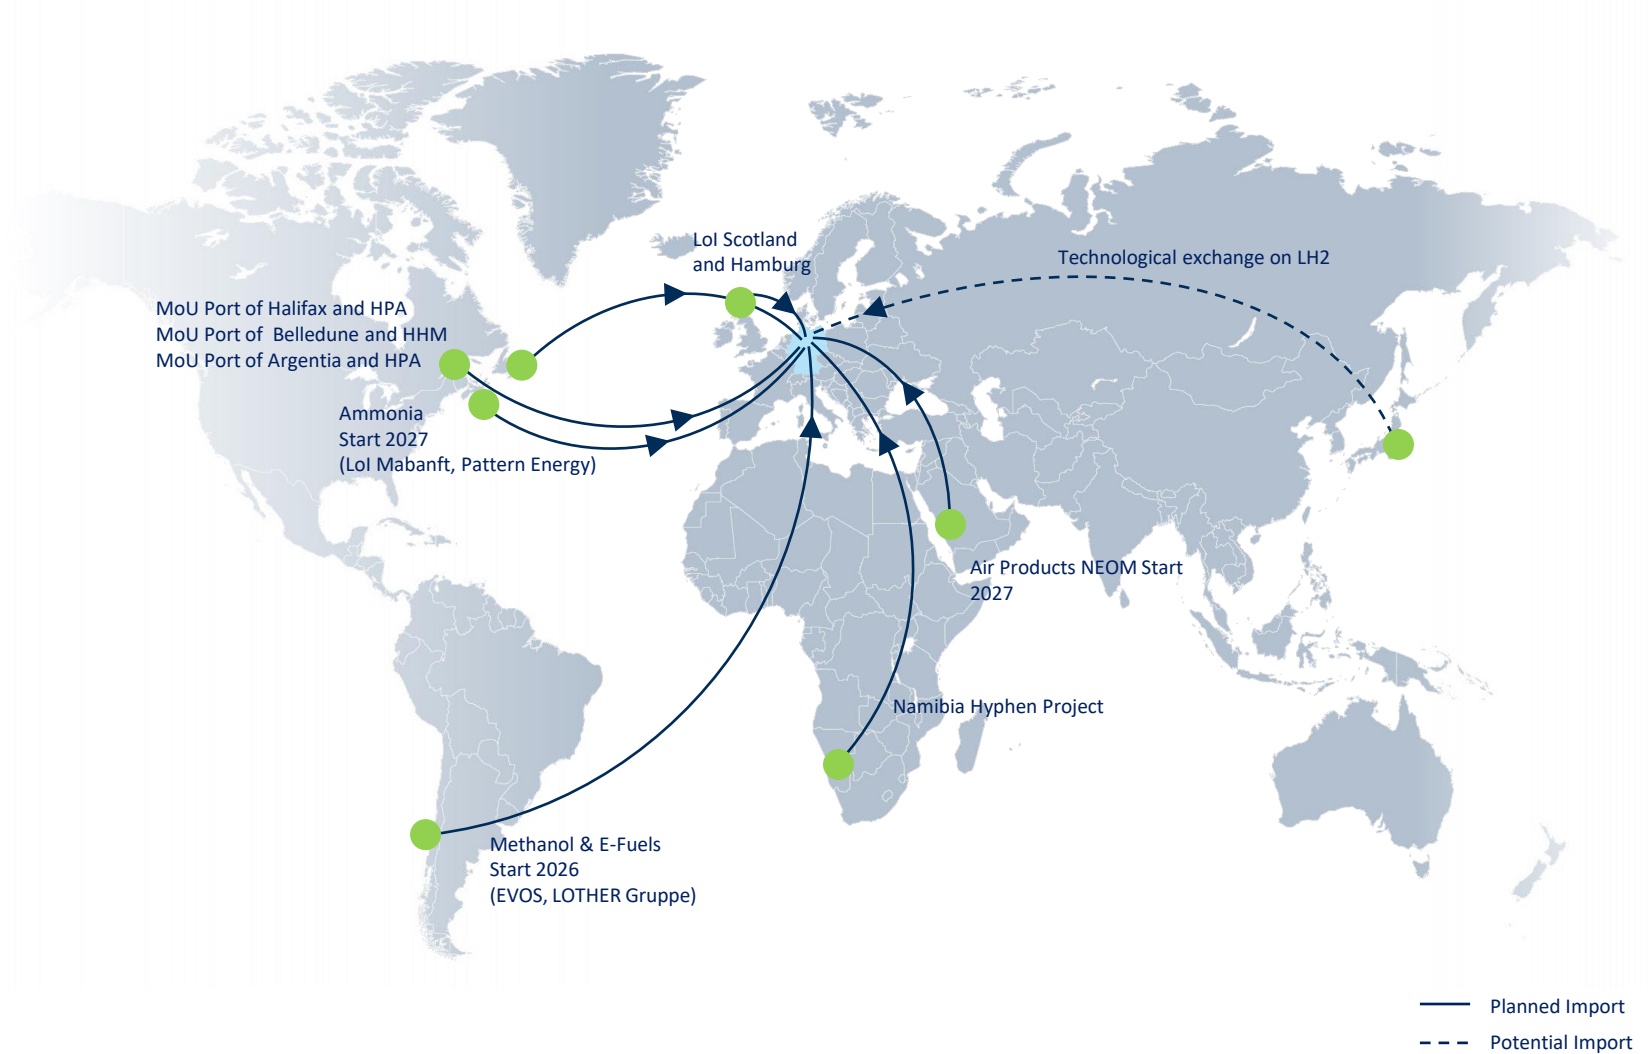 LoI Scotland
and Hamburg
Technological exchange on LH2
MoU Port of Halifax and HPA
MoU Port of  Belledune and HHM
MoU Port of Argentia and HPA
Ammonia
Start 2027
(LoI Mabanft, Pattern Energy)
Air Products NEOM Start
2027
Namibia Hyphen Project
Methanol & E-Fuels
Start 2026
(EVOS, LOTHER Gruppe)
Planned Import
Potential Import